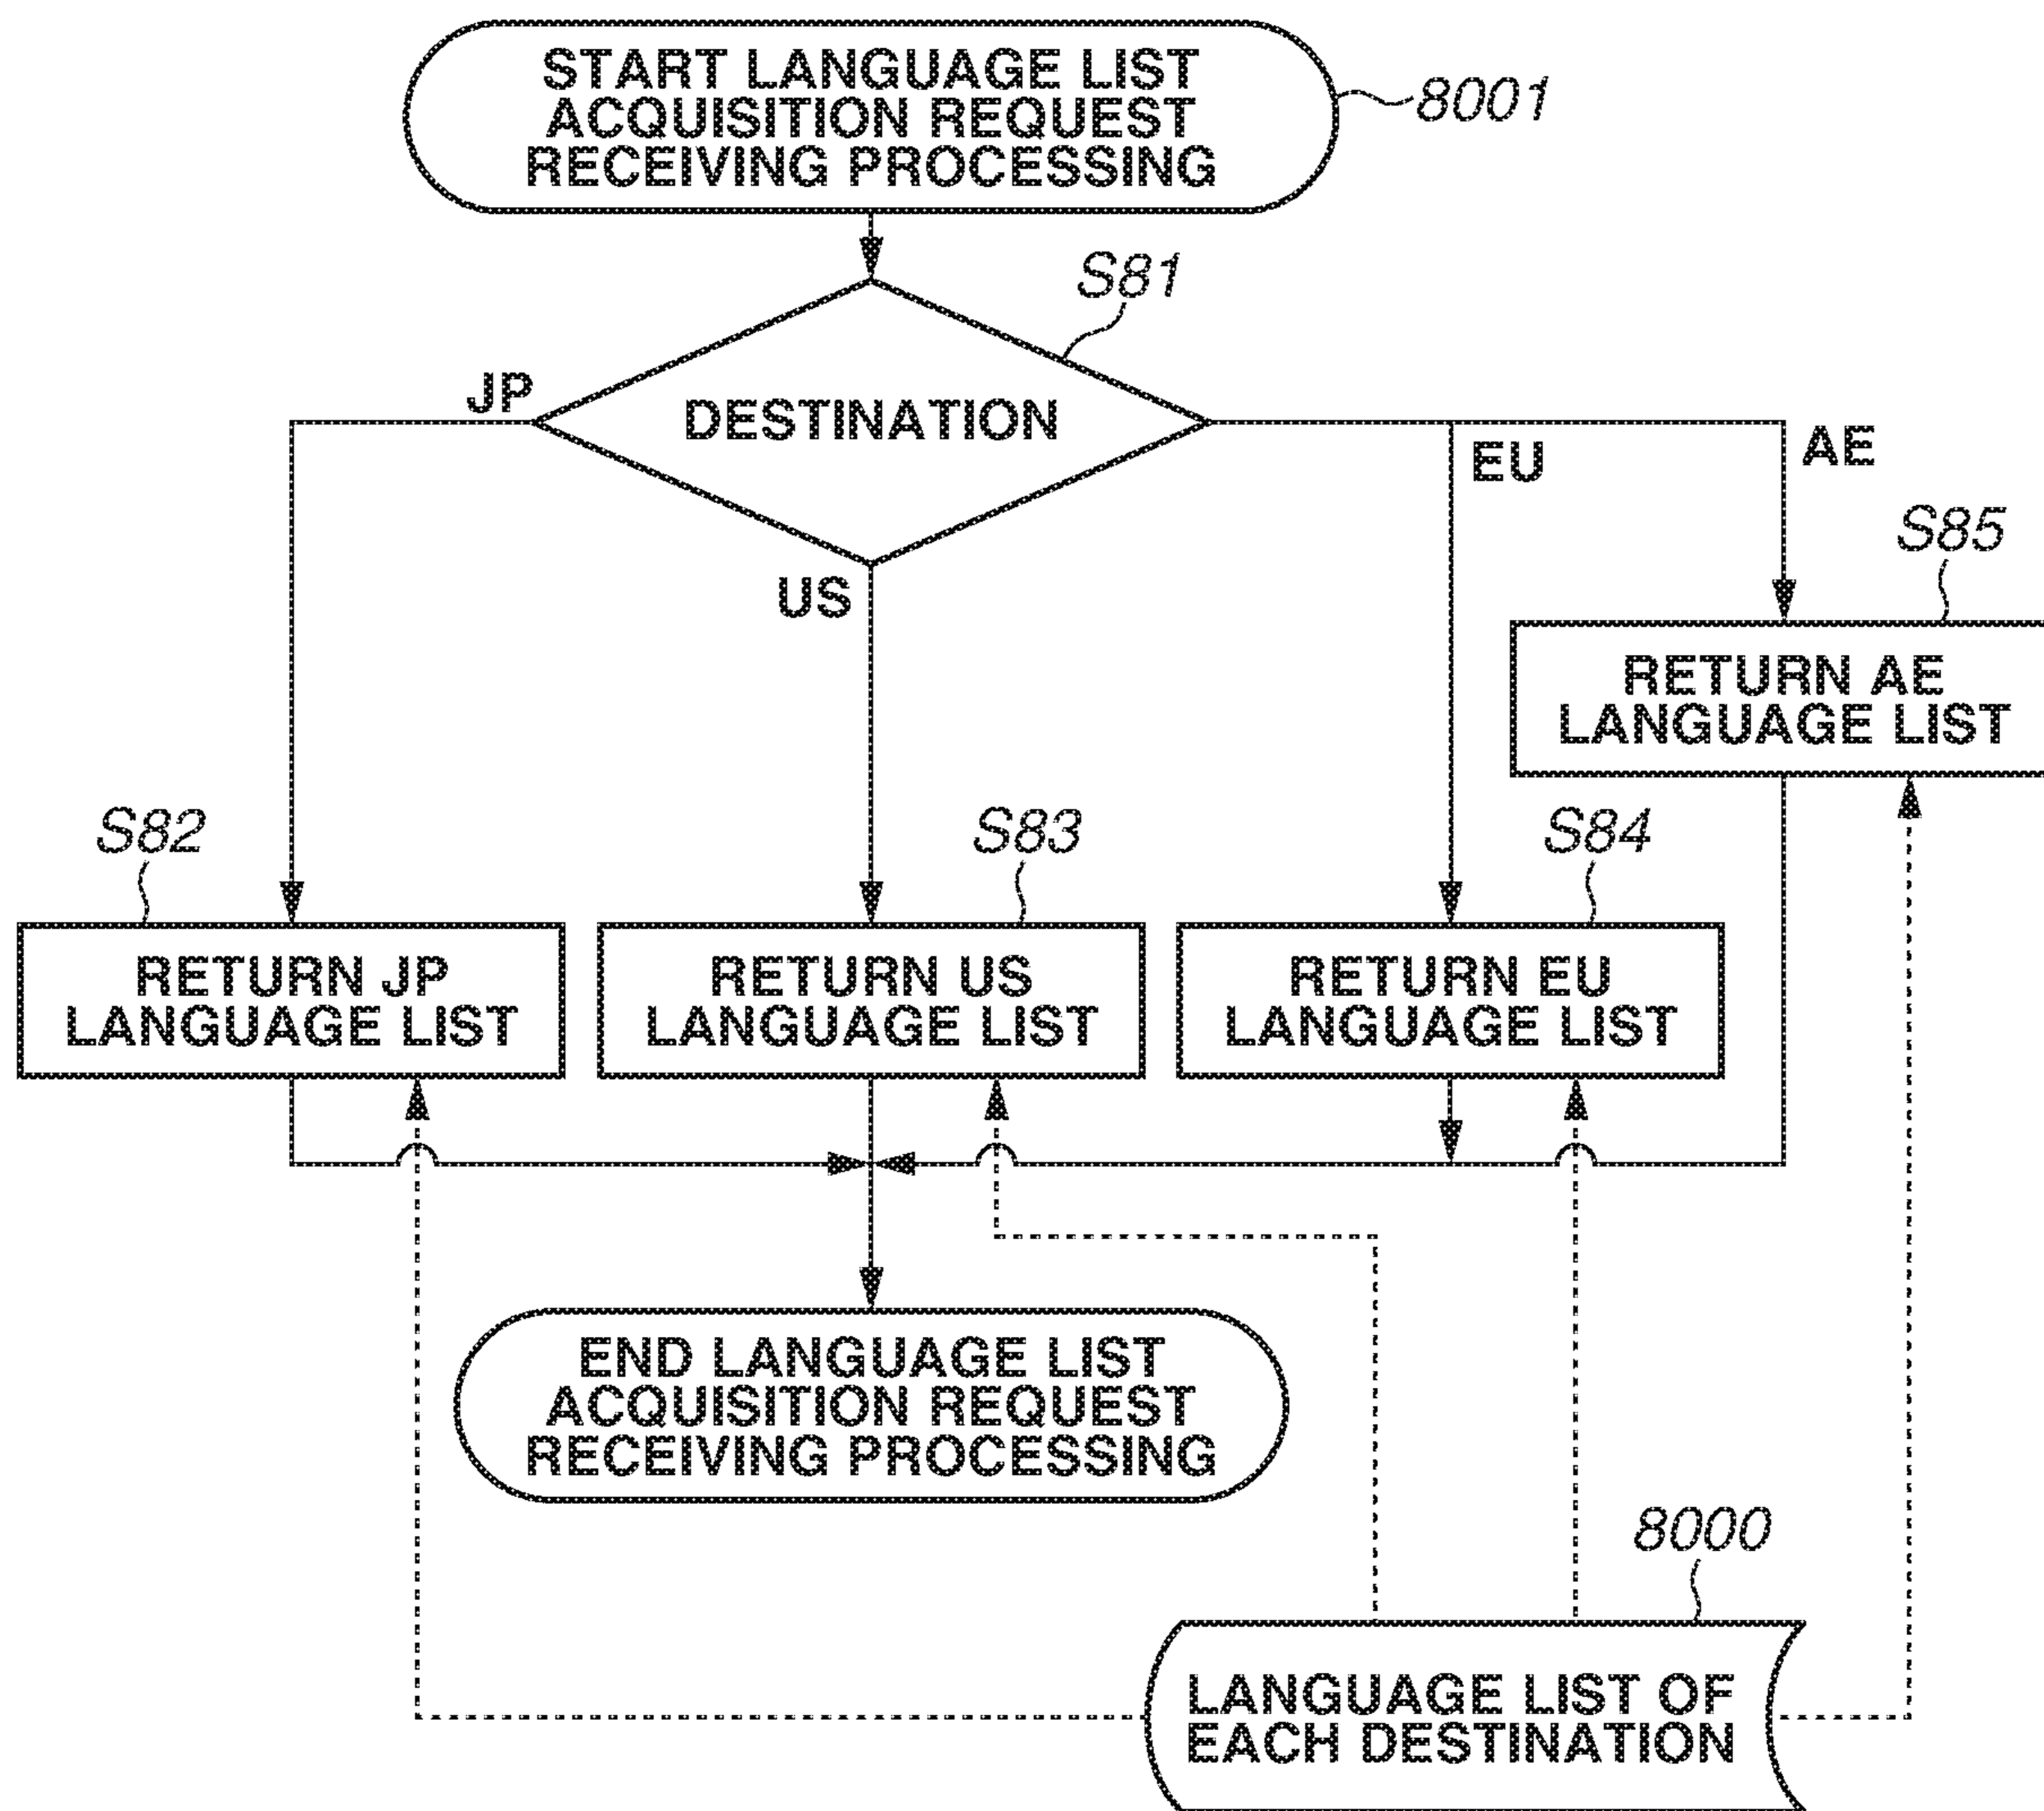 START LANGUAGE LIST
ACQUISITION REQUEST
RECEIVING PROCESSING
8001
S81
DESTINATION
JP
US
EU
AE
S85
RETURN AE
LANGUAGE LIST
S82
RETURN JP
LANGUAGE LIST
S83
RETURN US
LANGUAGE LIST
S84
RETURN EU
LANGUAGE LIST
END LANGUAGE LIST
ACQUISITION REQUEST
RECEIVING PROCESSING
8000
LANGUAGE LIST OF
EACH DESTINATION